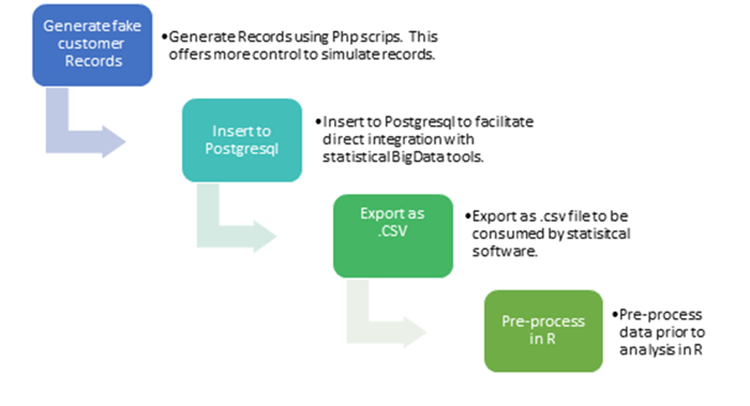 Generate fake
customer
Records
•Generate Records using Php scrips. This
offers more control to simulate records.
Insert to
Postgresql
•Insert to Postgresql to facilitate
direct integration with
statistical BigData tools.
Export as
.CSV
•Export as .csv file to be
consumed by statisitcal
software.
Pre-process
in R
•Pre-process
data prior to
analysis in R